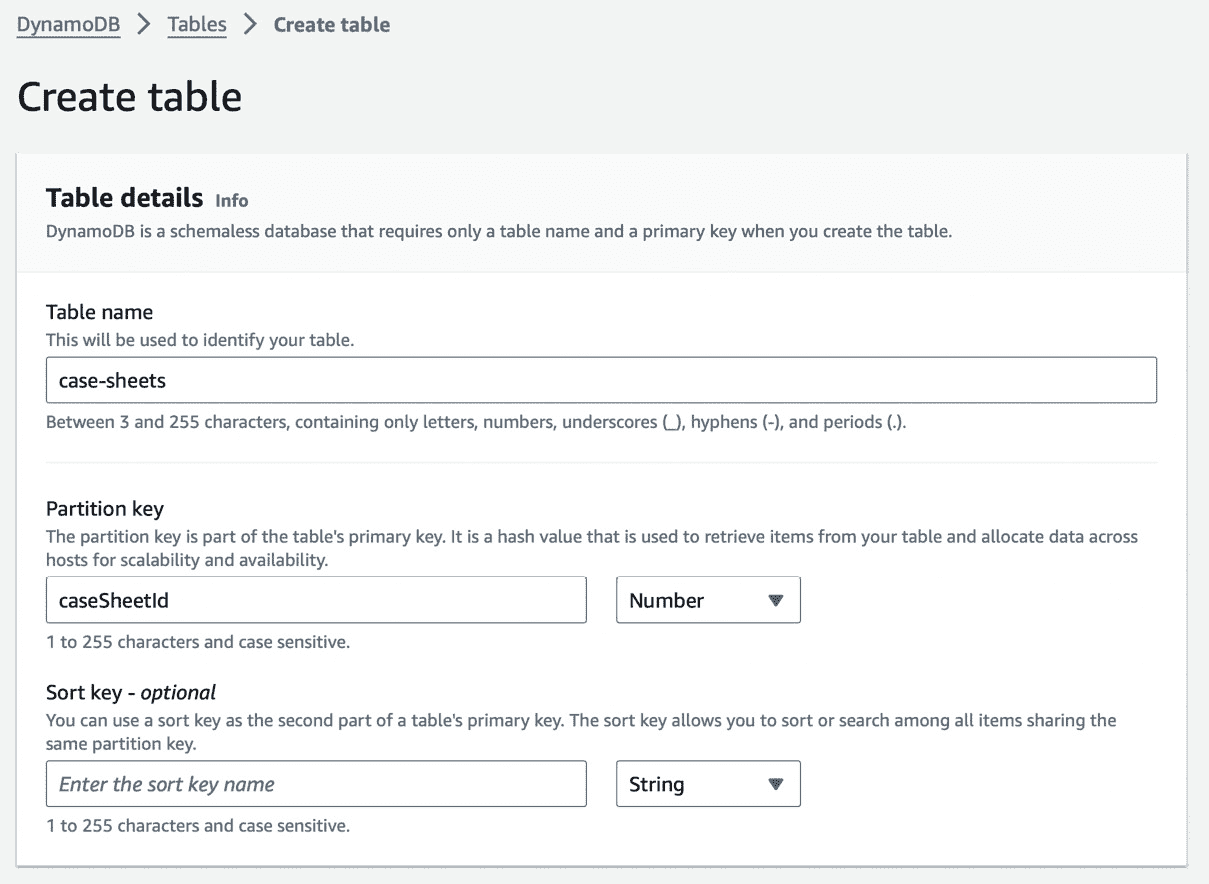 DynamoDB > Tables > Create table
Create table
Table details Info
DynamoDB is a schemaless database that requires only a table name and a primary key when you create the table.
Table name
This will be used to identify your table.
case-sheets
Between 3 and 255 characters, containing only letters, numbers, underscores (_), hyphens (-), and periods (.).
Partition key
The partition key is part of the table's primary key. It is a hash value that is used to retrieve items from your table and allocate data across
hosts for scalability and availability.
caseSheetId Number
1 to 255 characters and case sensitive.
Sort key - optional
You can use a sort key as the second part of a table's primary key. The sort key allows you to sort or search among all items sharing the
same partition key.
Enter the sort key name String
1 to 255 characters and case sensitive.